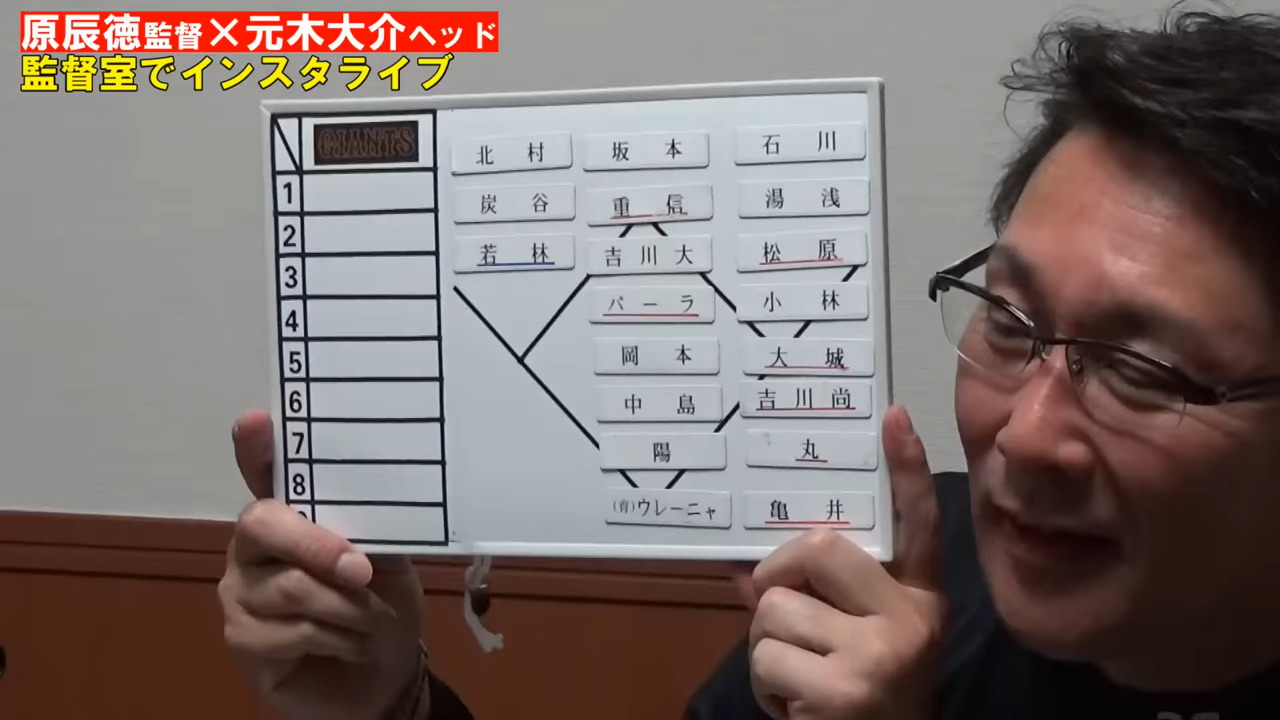 原辰徳監督×元木大介ヘッド
監督室でインスタライブ
GIANTS
1
2
3
4
5
6
7
8
北村
炭谷
若林
坂本
重信
吉川大
パーラ
岡本
中島
陽
(育)ウレーニャ
石川
湯浅
松原
小林
大城
吉川尚
丸
亀井